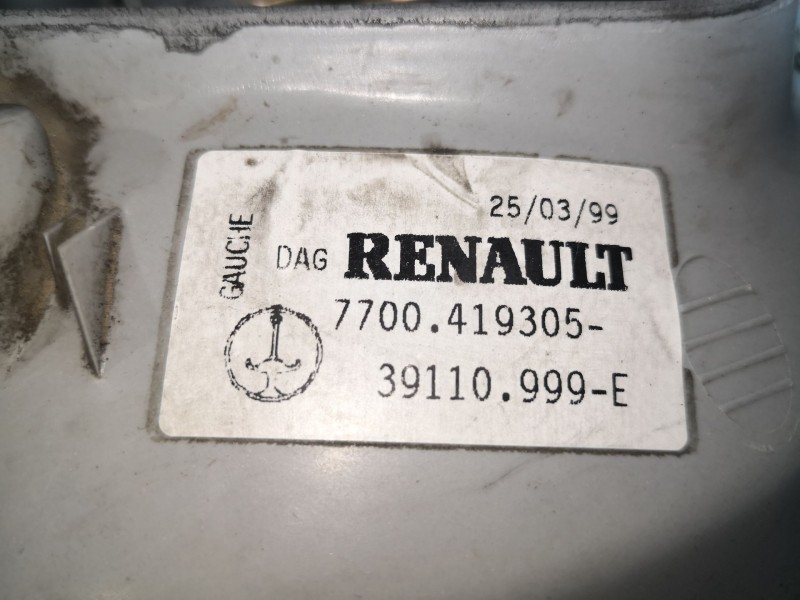 25/03/99
GAUCHE
DAG RENAULT
7700.419305-
39110.999-E